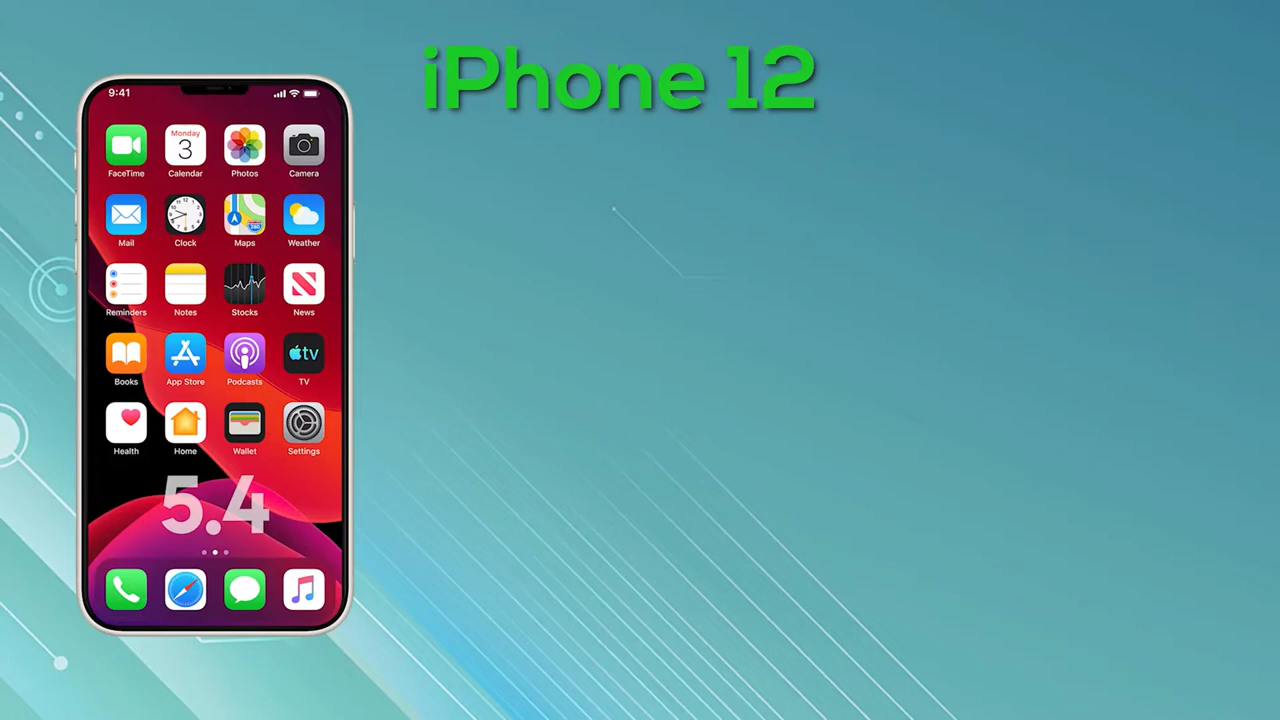 iPhone 12
9:41
Monday
3
FaceTime Calendar Photos Camera
Mail Clock Maps Weather
Reminders Notes Stocks News
tv
Books App Store Podcasts TV
Health Home Wallet Settings
5.4